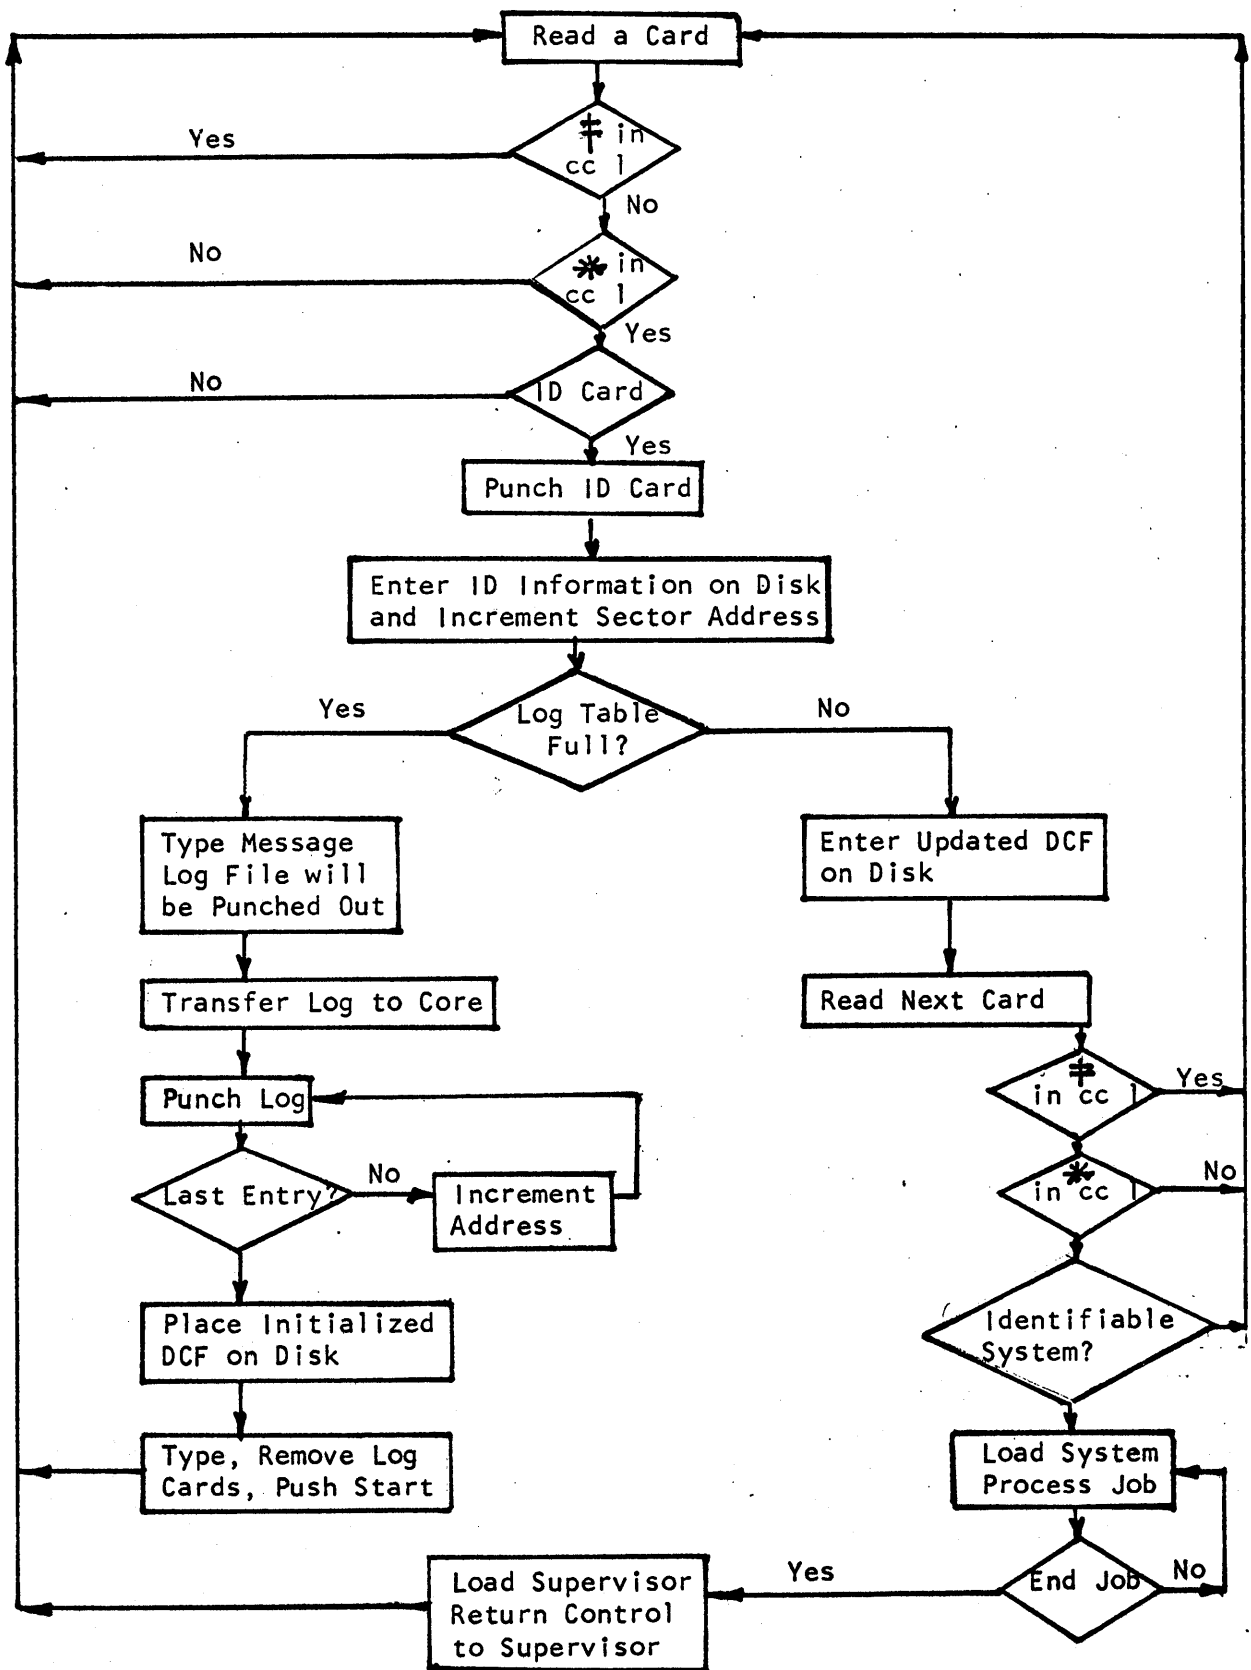 Read a Card
Yes
‡ in
cc 1
No
No
* in
cc 1
Yes
No
ID Card
Yes
Punch ID Card
Enter ID Information on Disk
and Increment Sector Address
Yes
Log Table
Full?
No
Type Message
Log File will
be Punched Out
Transfer Log to Core
Punch Log
Last Entry?
No
Increment
Address
Place Initialized
DCF on Disk
Type, Remove Log
Cards, Push Start
Enter Updated DCF
on Disk
Read Next Card
‡
in cc 1
Yes
*
in cc 1
No
Identifiable
System?
Load System
Process Job
End Job
No
Yes
Load Supervisor
Return Control
to Supervisor